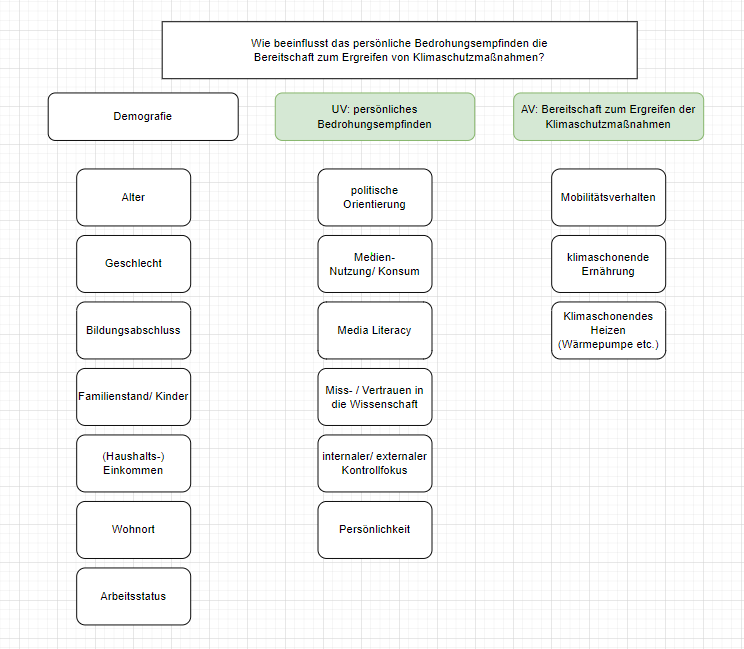 Wie beeinflusst das persönliche Bedrohungsempfinden die
Bereitschaft zum Ergreifen von Klimaschutzmaßnahmen?
Demografie
UV: persönliches
Bedrohungsempfinden
AV: Bereitschaft zum Ergreifen der
Klimaschutzmaßnahmen
Alter
Geschlecht
Bildungsabschluss
Familienstand/ Kinder
(Haushalts-)
Einkommen
Wohnort
Arbeitsstatus
politische
Orientierung
Medien-
Nutzung/ Konsum
Media Literacy
Miss- / Vertrauen in
die Wissenschaft
internaler/ externaler
Kontrollfokus
Persönlichkeit
Mobilitätsverhalten
klimaschonende
Ernährung
Klimaschonendes
Heizen
(Wärmepumpe etc.)